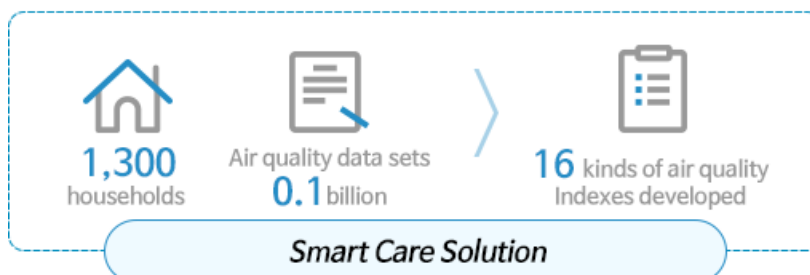 1,300
households
Air quality data sets
0.1 billion
16 kinds of air quality
Indexes developed
Smart Care Solution